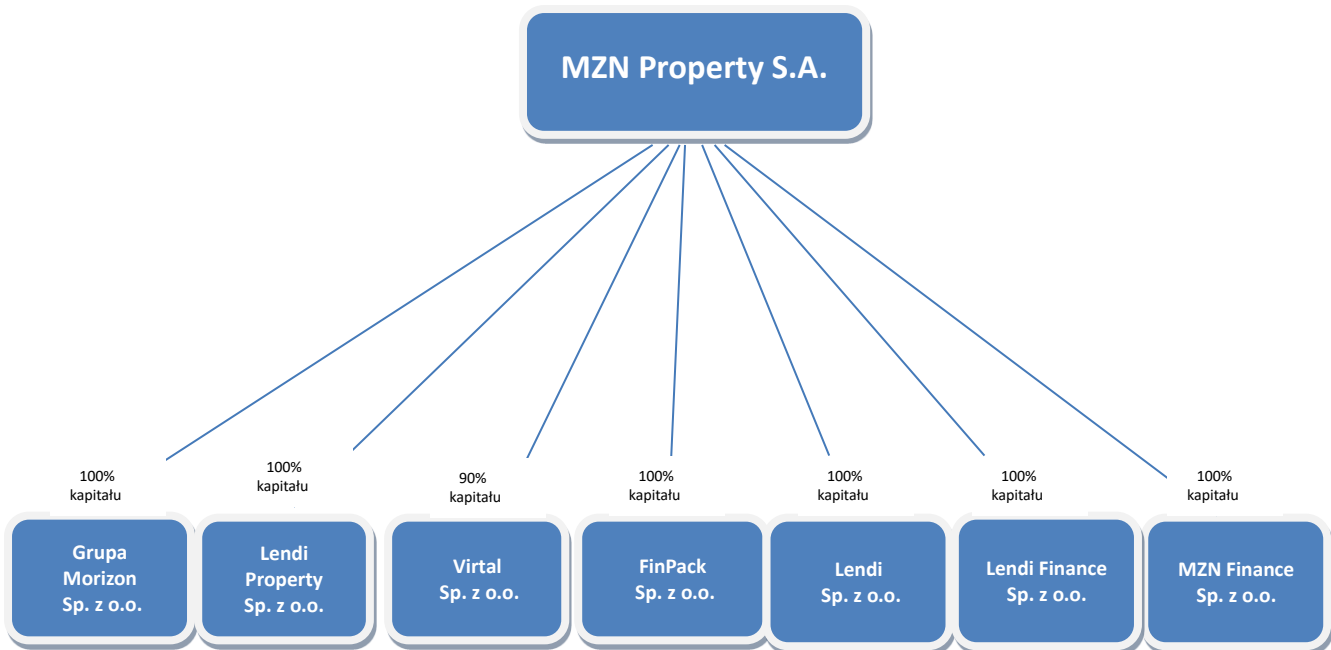 MZN Property S.A.
100%
kapitału
100%
kapitału
90%
kapitału
100%
kapitału
100%
kapitału
100%
kapitału
100%
kapitału
Grupa
Morizon
Sp. z o.o.
Lendi
Property
Sp. z o.o.
Virtal
Sp. z o.o.
FinPack
Sp. z o.o.
Lendi
Sp. z o.o.
Lendi Finance
Sp. z o.o.
MZN Finance
Sp. z o.o.